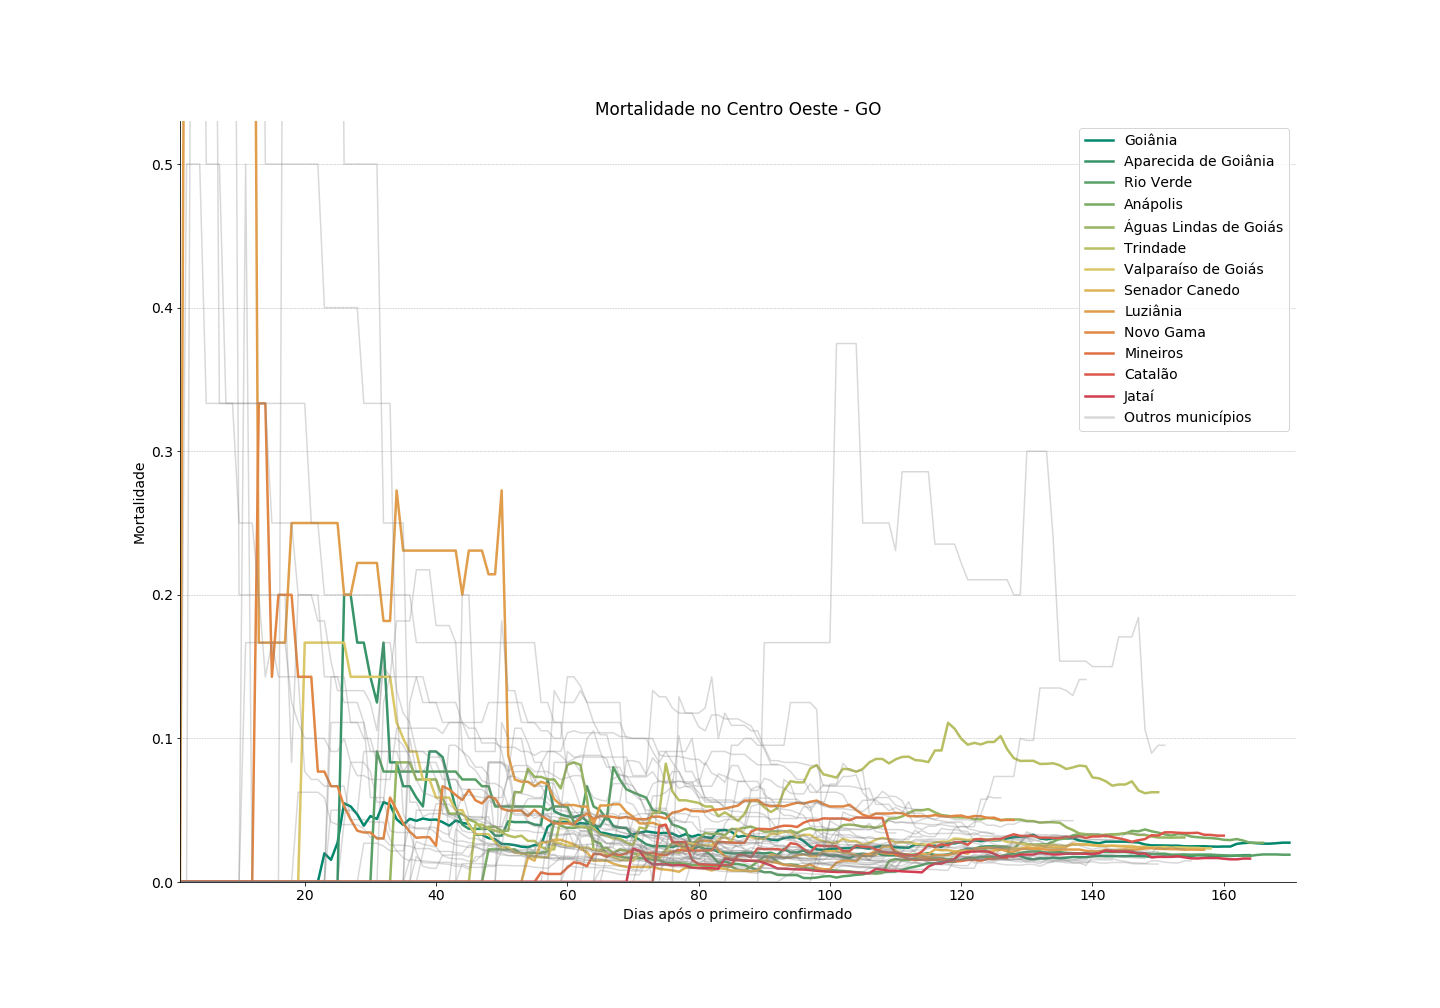 Mortalidade no Centro Oeste - GO
0.5
0.4
0.3
0.2
0.1
0.0
Mortalidade
20
40
60
80
100
120
140
160
Dias após o primeiro confirmado
Goiânia
Aparecida de Goiânia
Rio Verde
Anápolis
Águas Lindas de Goiás
Trindade
Valparaíso de Goiás
Senador Canedo
Luziânia
Novo Gama
Mineiros
Catalão
Jataí
Outros municípios